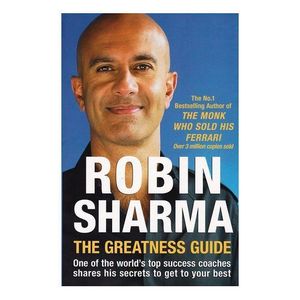 The No.1
Bestselling Author of
THE MONK
WHO SOLD HIS
FERRARI
Over 3 million copies sold
ROBIN
SHARMA
THE GREATNESS GUIDE
One of the world's top success coaches
shares his secrets to get to your best